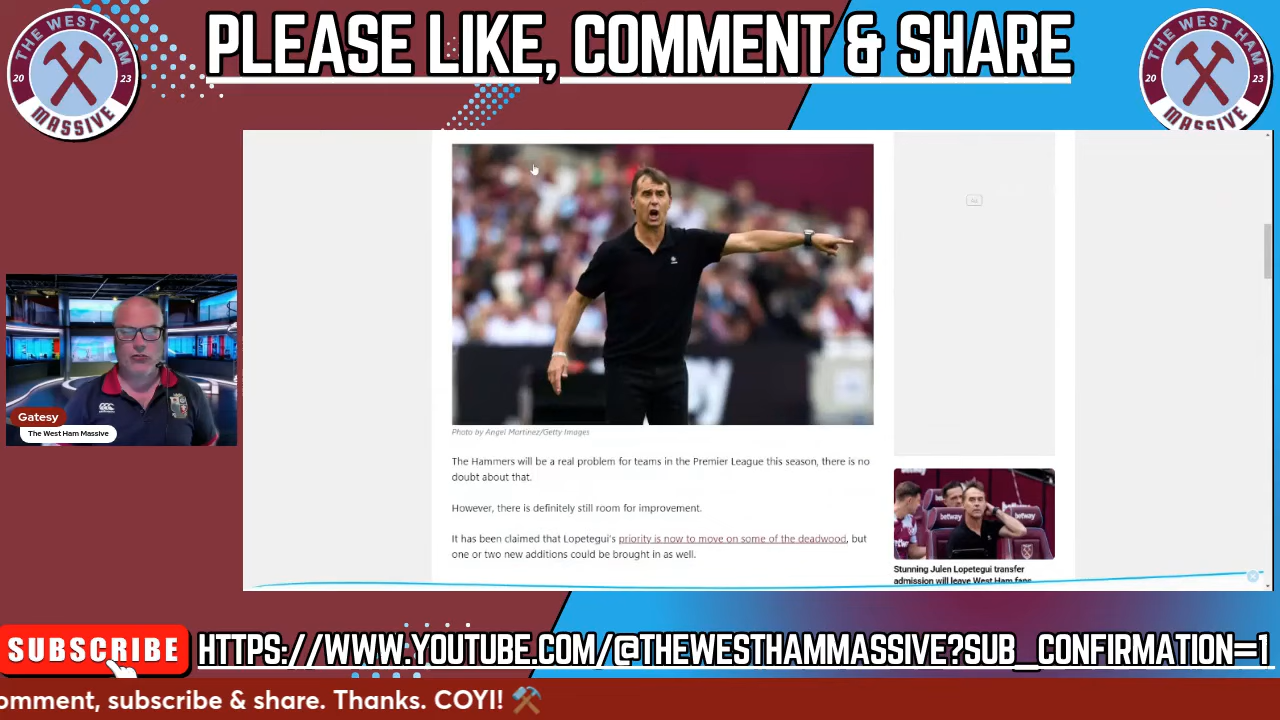 PLEASE LIKE, COMMENT & SHARE
THE WEST HAM
20 23
MASSIVE
THE WEST HAM
20 23
MASSIVE
Ad
Photo by Angel Martinez/Getty Images
The Hammers will be a real problem for teams in the Premier League this season, there is no
doubt about that.
However, there is definitely still room for improvement.
It has been claimed that Lopetegui's priority is now to move on some of the deadwood, but
one or two new additions could be brought in as well.
betway
betway
betway
Stunning Julen Lopetegui transfer
admission will leave West Ham fans
Gatesy
The West Ham Massive
SUBSCRIBE
HTTPS://WWW.YOUTUBE.COM/@THEWESTHAMMASSIVE?SUB_CONFIRMATION=1
omment, subscribe & share. Thanks. COYI! ⚒️